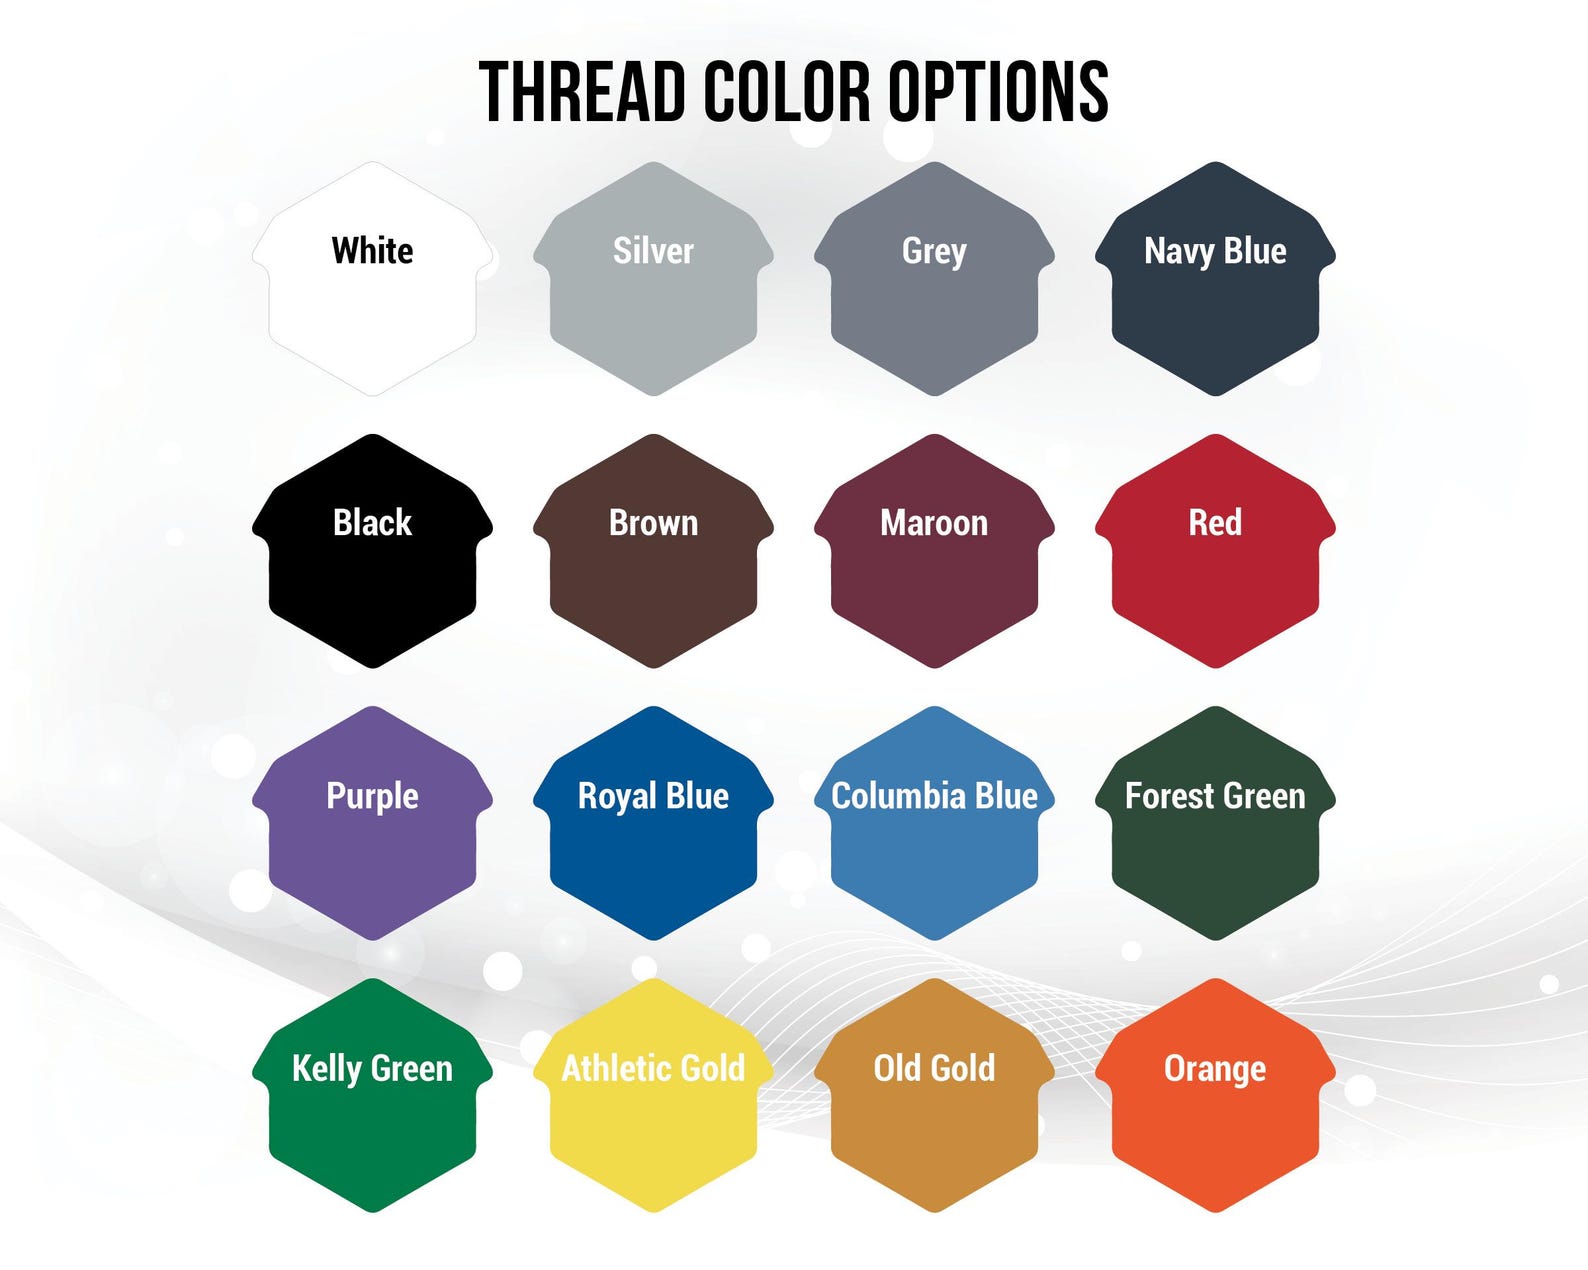 THREAD COLOR OPTIONS
White
Silver
Grey
Navy Blue
Black
Brown
Maroon
Red
Purple
Royal Blue
Columbia Blue
Forest Green
Kelly Green
Athletic Gold
Old Gold
Orange